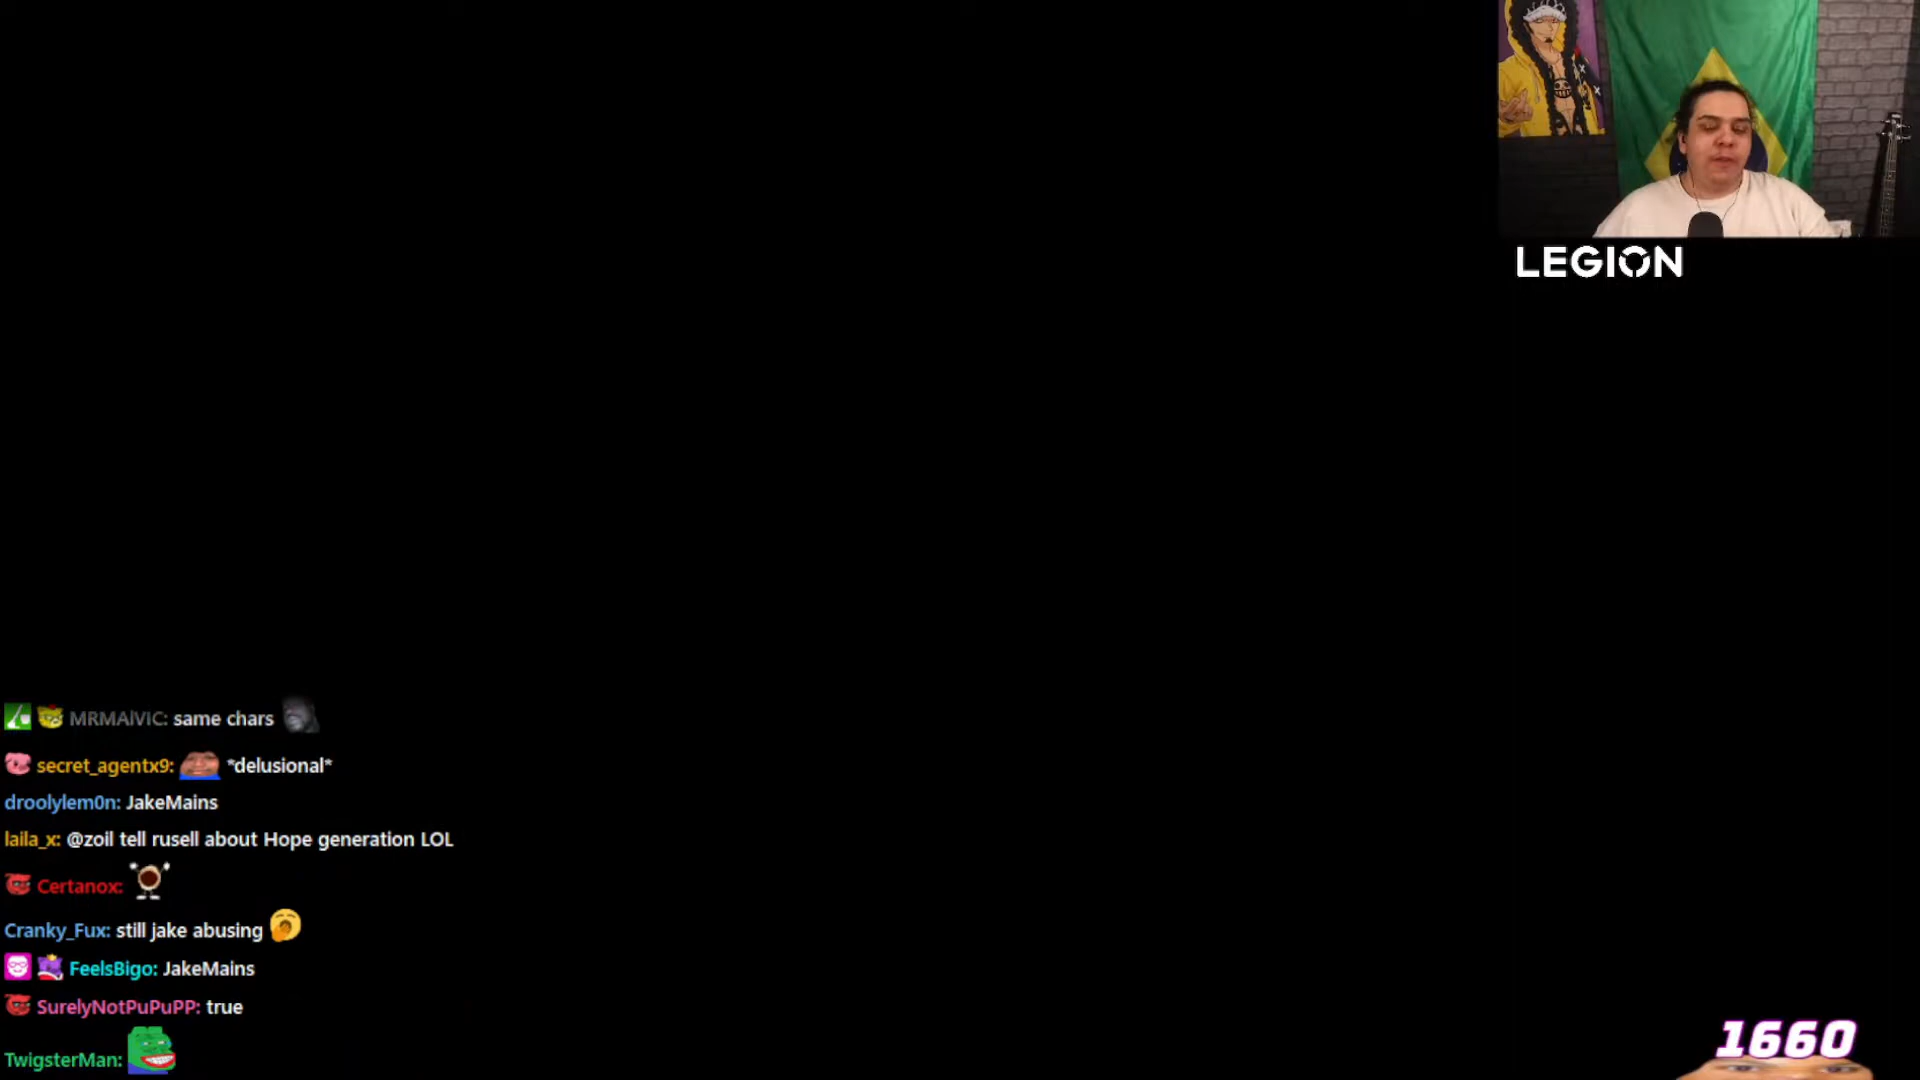 LEGION
MRMAlVIC: same chars
secret_agentx9: *delusional*
droolylem0n: JakeMains
laila_x: @zoil tell rusell about Hope generation LOL
Certanox:
Cranky_Fux: still jake abusing
FeelsBigo: JakeMains
SurelyNotPuPuPP: true
TwigsterMan:
1660